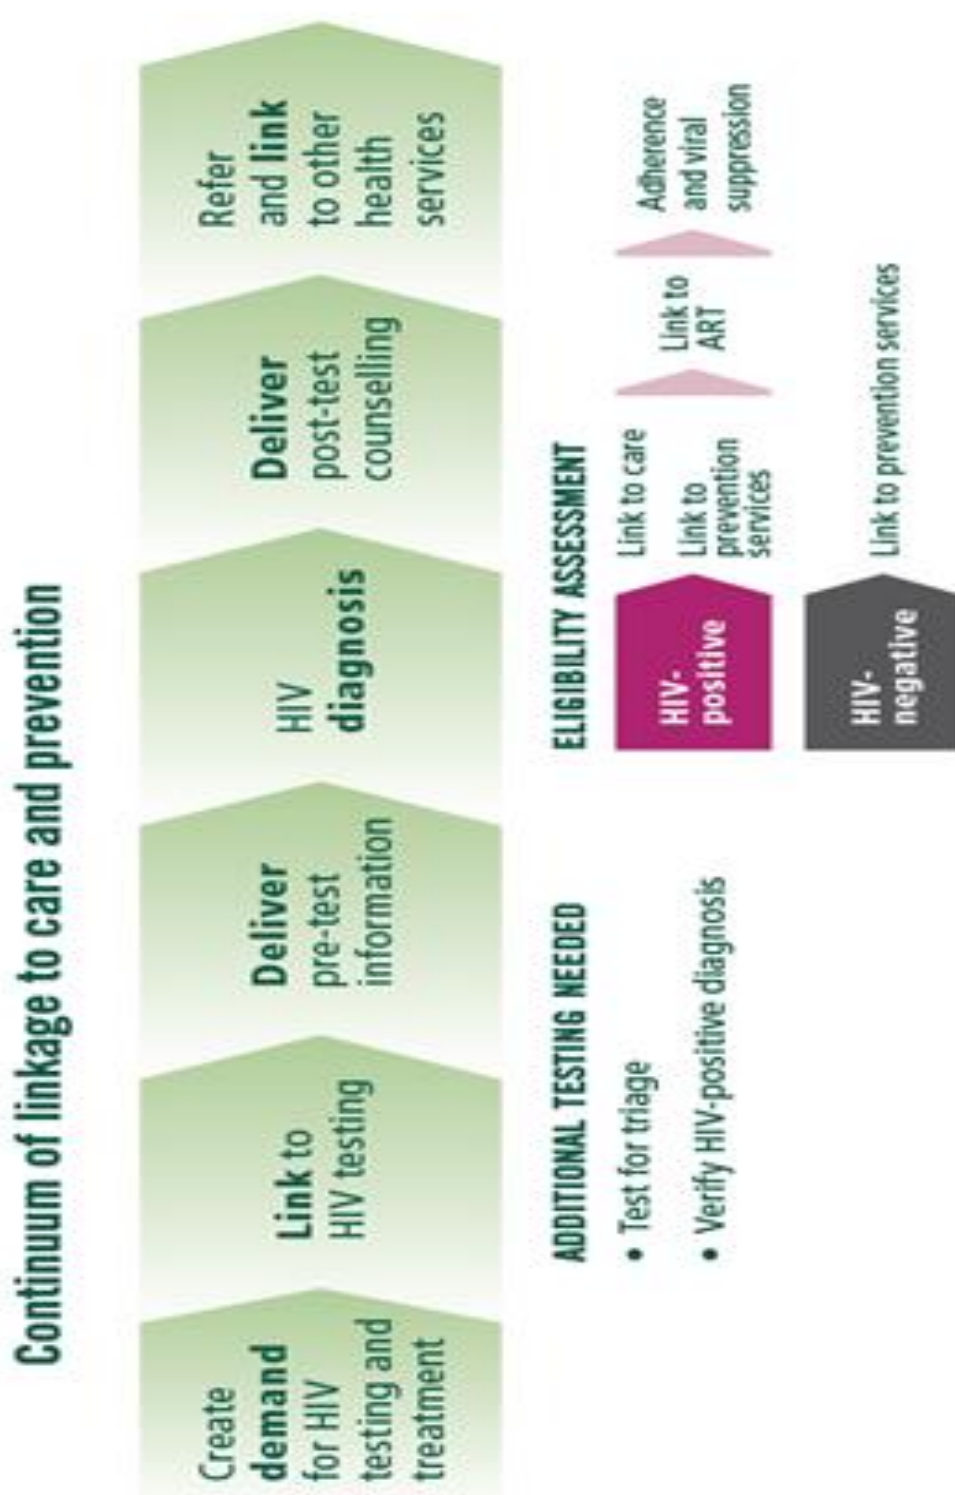 Continuum of linkage to care and prevention
Create
demand
for HIV
testing and
treatment
Link to
HIV testing
Deliver
pre-test
information
HIV
diagnosis
Deliver
post-test
counselling
Refer
and link
to other
health
services
ADDITIONAL TESTING NEEDED
• Test for triage
• Verify HIV-positive diagnosis
ELIGIBILITY ASSESSMENT
HIV-
positive
Link to care
Link to
prevention
services
Link to
ART
Adherence
and viral
suppression
HIV-
negative
Link to prevention services